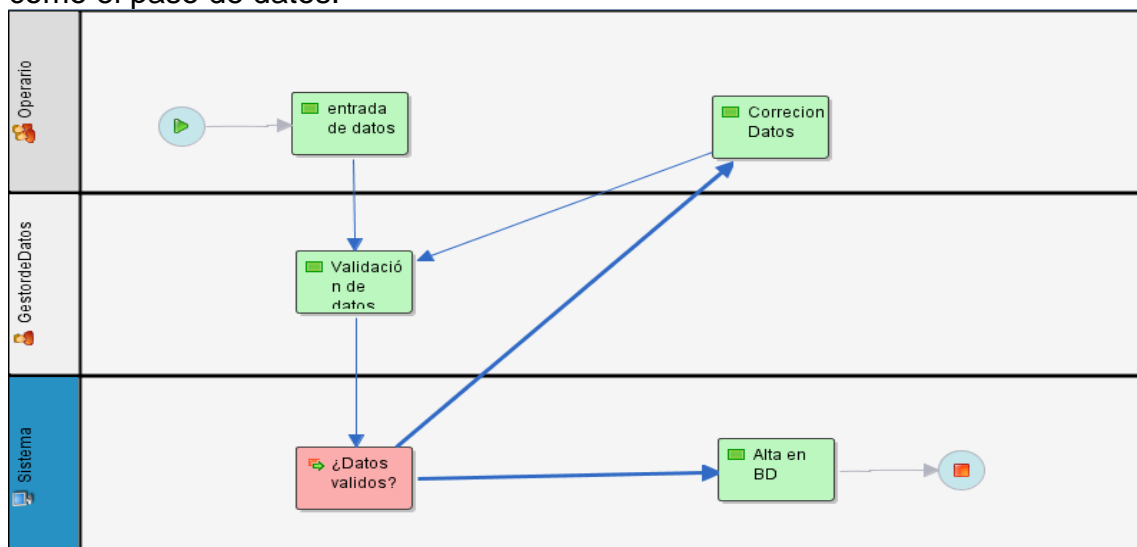 como el paso de datos.
Operario
entrada
de datos
Correcion
Datos
GestordeDatos
Validació
n de
datos
Sistema
¿Datos
validos?
Alta en
BD